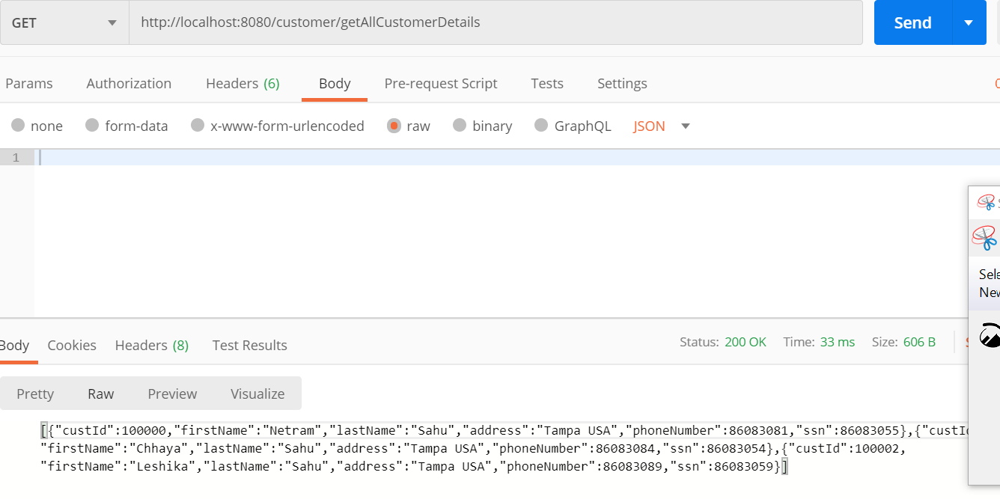 GET http://localhost:8080/customer/getAllCustomerDetails Send
Params Authorization Headers (6) Body Pre-request Script Tests Settings
none form-data x-www-form-urlencoded raw binary GraphQL JSON
1
Body Cookies Headers (8) Test Results Status: 200 OK Time: 33 ms Size: 606 B
Pretty Raw Preview Visualize
[{"custId":100000,"firstName":"Netram","lastName":"Sahu","address":"Tampa USA","phoneNumber":86083081,"ssn":86083055},{"custId
"firstName":"Chhaya","lastName":"Sahu","address":"Tampa USA","phoneNumber":86083084,"ssn":86083054},{"custId":100002,
"firstName":"Leshika","lastName":"Sahu","address":"Tampa USA","phoneNumber":86083089,"ssn":86083059}]